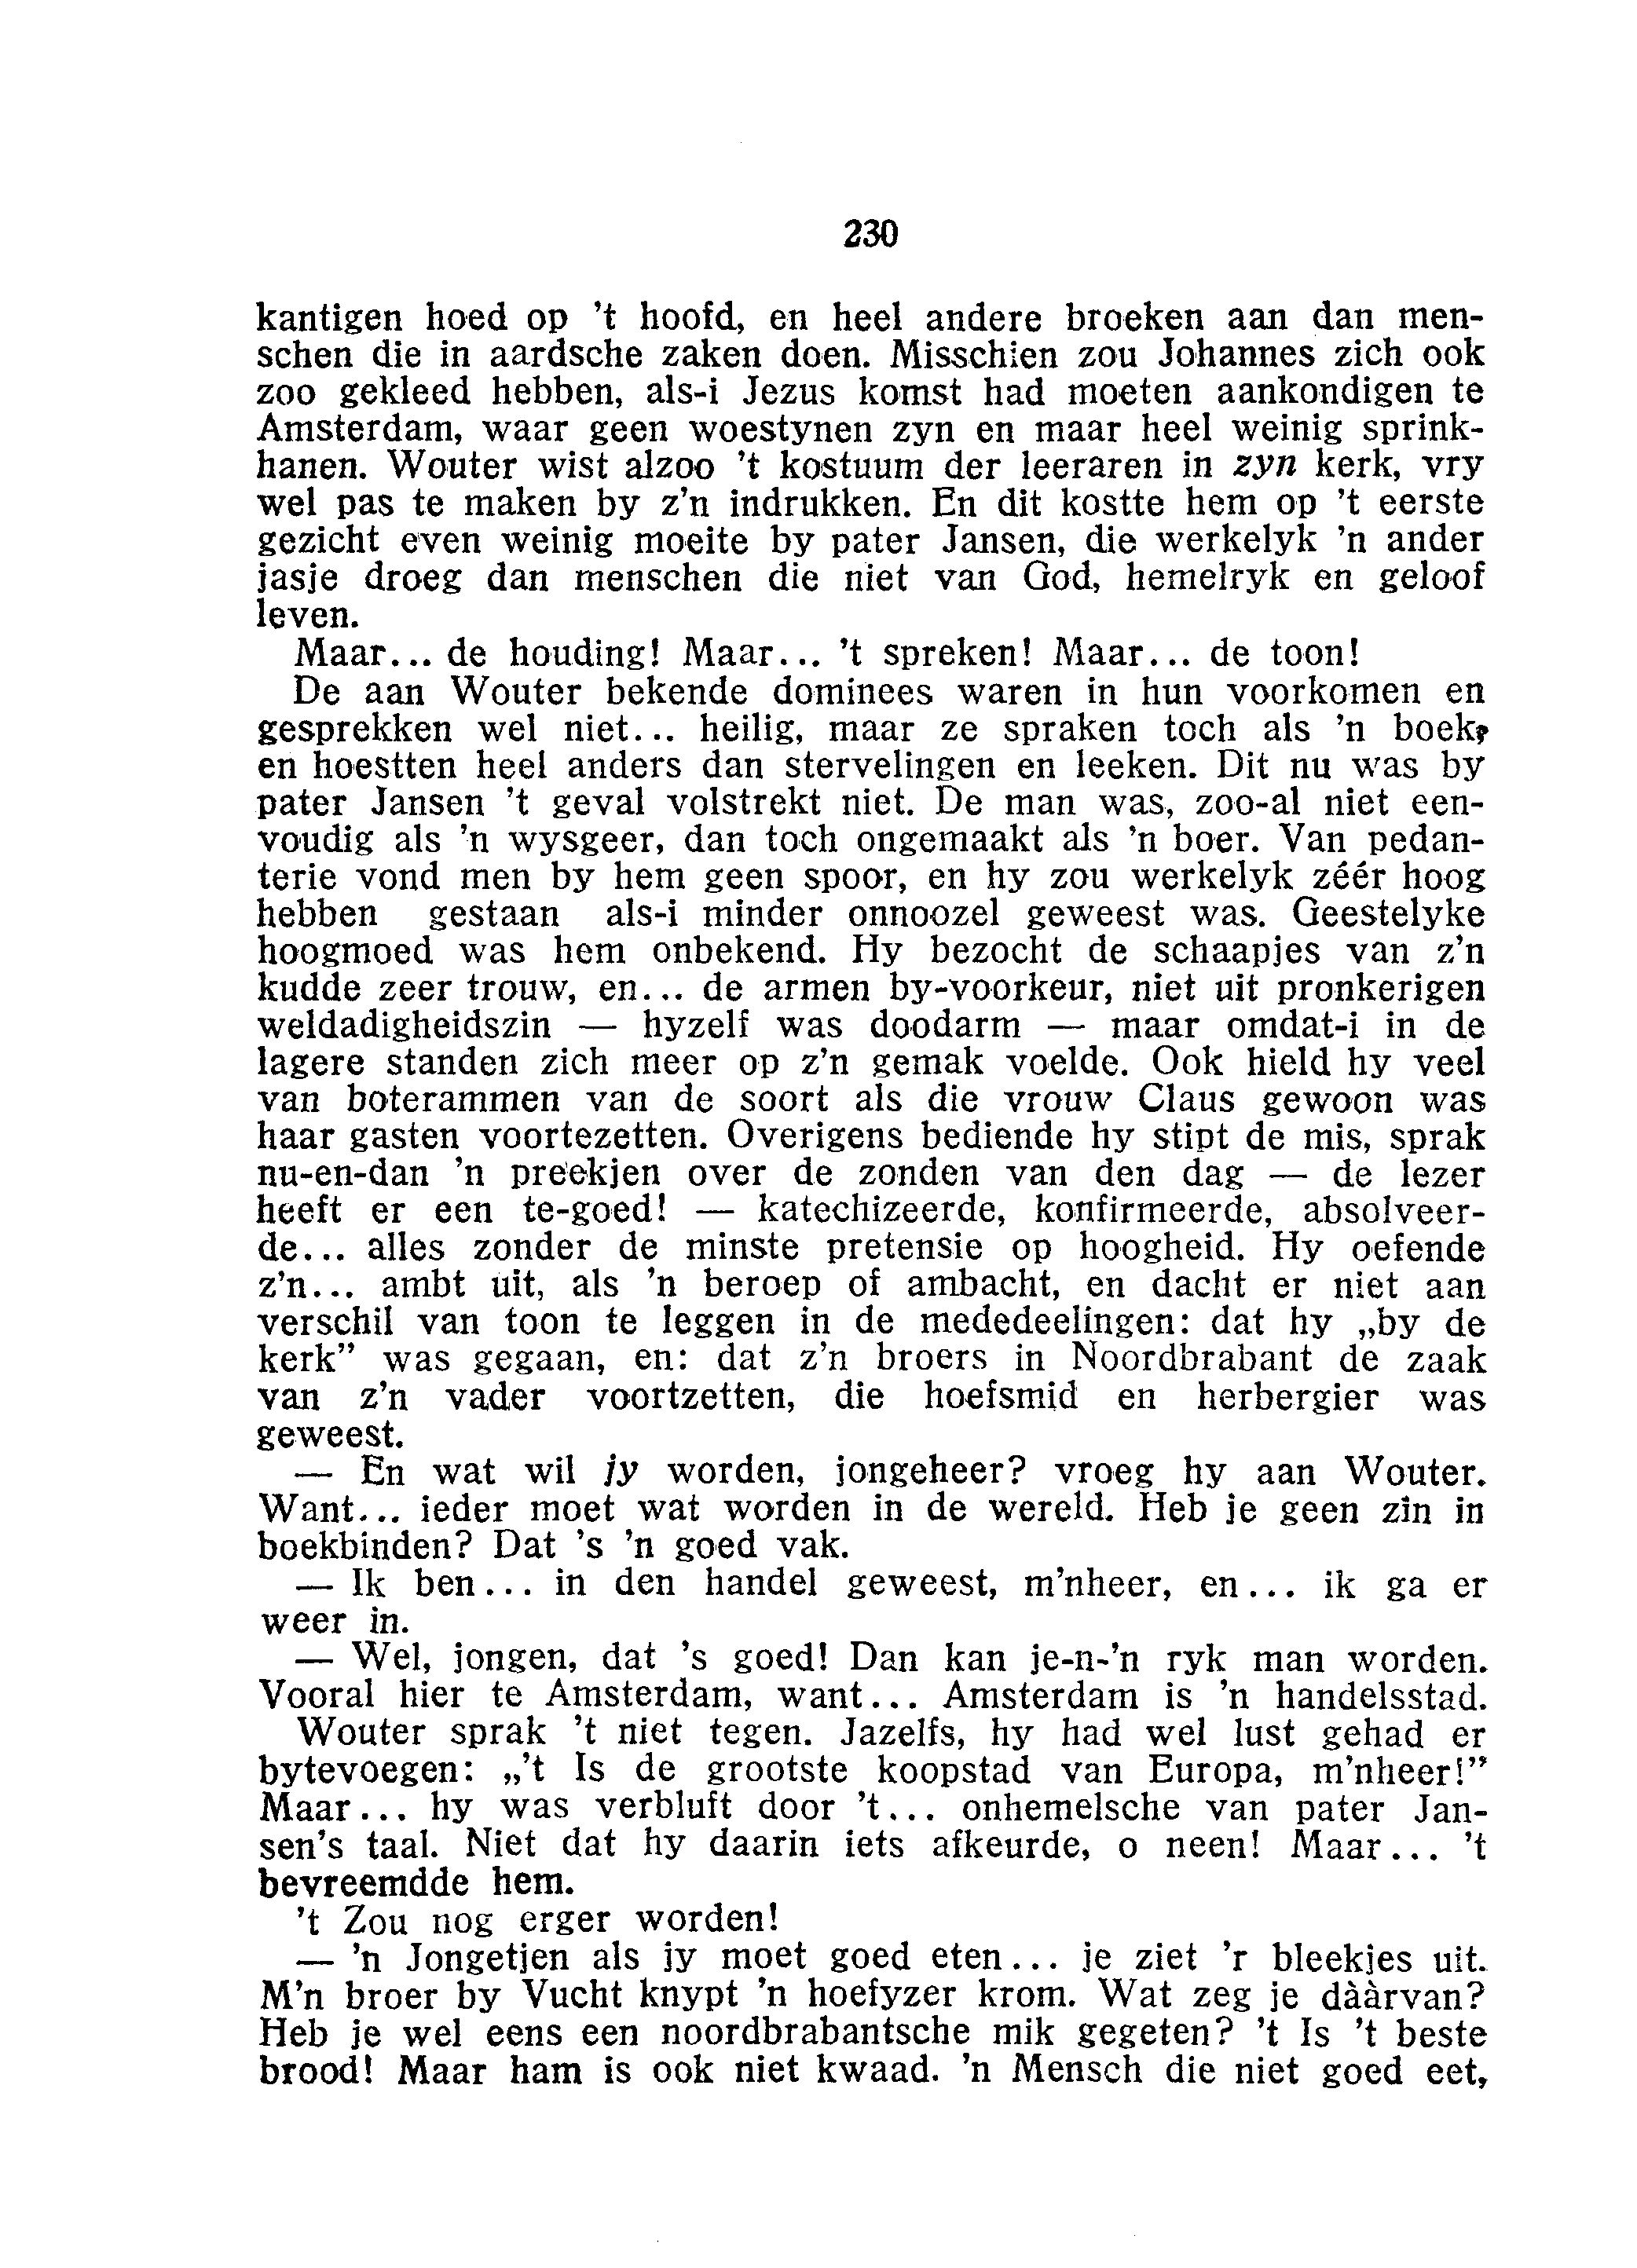 230
kantigen hoed op ’t hoofd, en heel andere broeken aan dan men-
schen die in aardsche zaken doen. Misschien zou Johannes zich ook
zoo gekleed hebben, als-i Jezus komst had moeten aankondigen te
Amsterdam, waar geen woestynen zyn en maar heel weinig sprink-
hanen. Wouter wist alzoo ’t kostuum der leeraren in zyn kerk, vry
wel pas te maken by z’n indrukken. En dit kostte hem op ’t eerste
gezicht even weinig moeite by pater Jansen, die werkelyk ’n ander
jasje droeg dan menschen die niet van God, hemelryk en geloof
leven.
Maar... de houding! Maar... ’t spreken! Maar... de toon!
De aan Wouter bekende dominees waren in hun voorkomen en
gesprekken wel niet... heilig, maar ze spraken toch als ’n boek,
en hoestten heel anders dan stervelingen en leeken. Dit nu was by
pater Jansen ’t geval volstrekt niet. De man was, zoo-al niet een-
voudig als ’n wysgeer, dan toch ongemaakt als ’n boer. Van pedan-
terie vond men by hem geen spoor, en hy zou werkelyk zéér hoog
hebben gestaan als-i minder onnoozel geweest was. Geestelyke
hoogmoed was hem onbekend. Hy bezocht de schaapjes van z’n
kudde zeer trouw, en... de armen by-voorkeur, niet uit pronkerigen
weldadigheidszin — hyzelf was doodarm — maar omdat-i in de
lagere standen zich meer op z’n gemak voelde. Ook hield hy veel
van boterammen van de soort als die vrouw Claus gewoon was
haar gasten voortezetten. Overigens bediende hy stipt de mis, sprak
nu-en-dan ’n preekjen over de zonden van den dag — de lezer
heeft er een te-goed! — katechizeerde, konfirmeerde, absolveer-
de... alles zonder de minste pretensie op hoogheid. Hy oefende
z’n... ambt uit, als ’n beroep of ambacht, en dacht er niet aan
verschil van toon te leggen in de mededeelingen: dat hy „by de
kerk” was gegaan, en: dat z’n broers in Noordbrabant de zaak
van z’n vader voortzetten, die hoefsmid en herbergier was
geweest.
— En wat wil jy worden, jongeheer? vroeg hy aan Wouter.
Want... ieder moet wat worden in de wereld. Heb je geen zin in
boekbinden? Dat ’s ’n goed vak.
— Ik ben... in den handel geweest, m’nheer, en... ik ga er
weer in.
— Wel, jongen, dat ’s goed! Dan kan je-n-’n ryk man worden.
Vooral hier te Amsterdam, want... Amsterdam is ’n handelsstad.
Wouter sprak ’t niet tegen. Jazelfs, hy had wel lust gehad er
bytevoegen: „’t Is de grootste koopstad van Europa, m’nheer!”
Maar... hy was verbluft door ’t... onhemelsche van pater Jan-
sen’s taal. Niet dat hy daarin iets afkeurde, o neen! Maar... ’t
bevreemdde hem.
’t Zou nog erger worden!
— ’n Jongetjen als jy moet goed eten... je ziet ’r bleekjes uit.
M’n broer by Vucht knypt ’n hoefyzer krom. Wat zeg je dààrvan?
Heb je wel eens een noordbrabantsche mik gegeten? ’t Is ’t beste
brood! Maar ham is ook niet kwaad. ’n Mensch die niet goed eet,